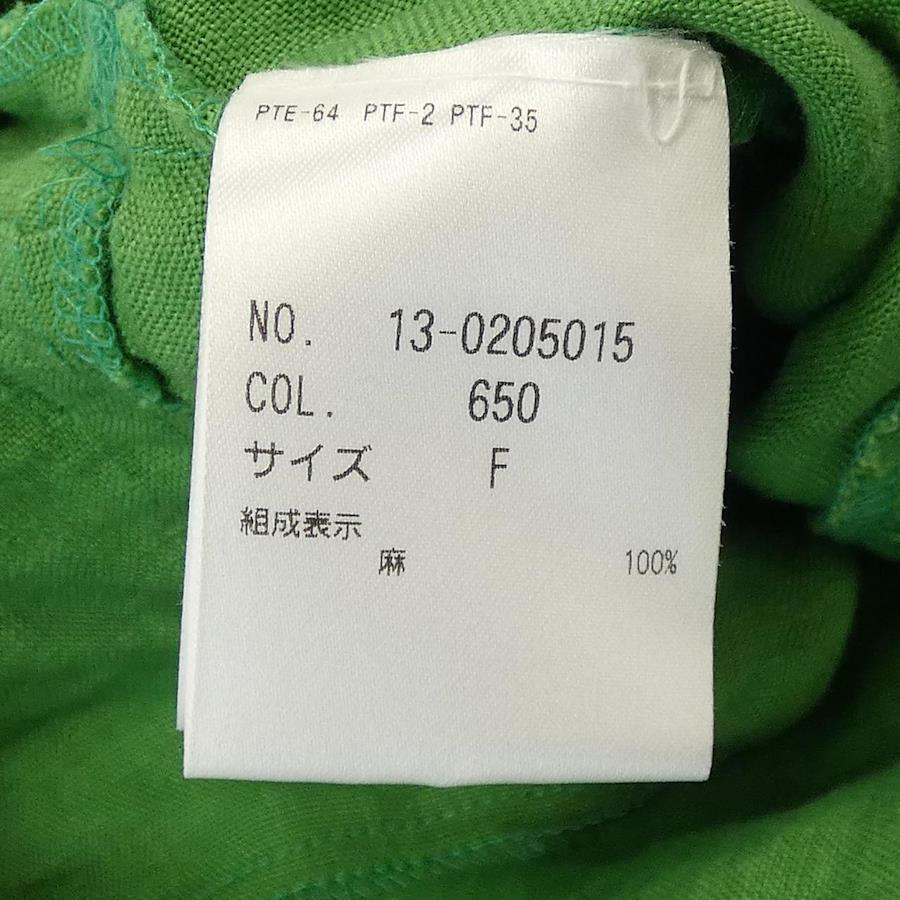 PTE-64 PTF-2 PTF-35
NO. 13-0205015
COL. 650
サイズ F
組成表示
麻 100%